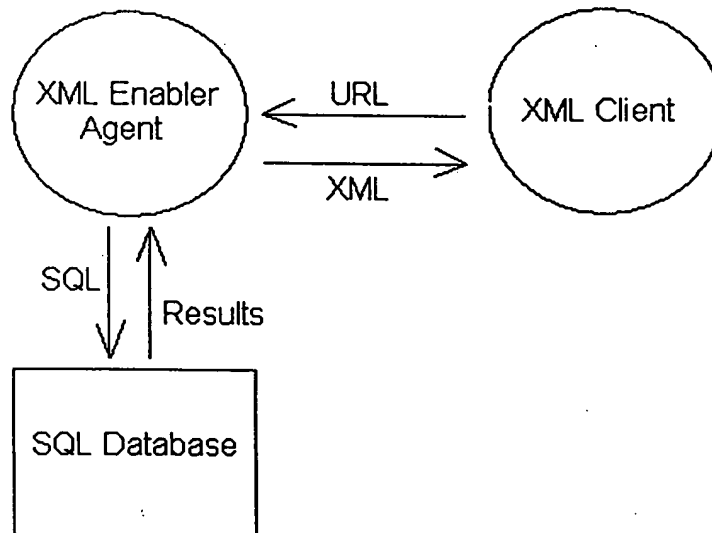 XML Enabler
Agent
URL
XML
XML Client
SQL
Results
SQL Database